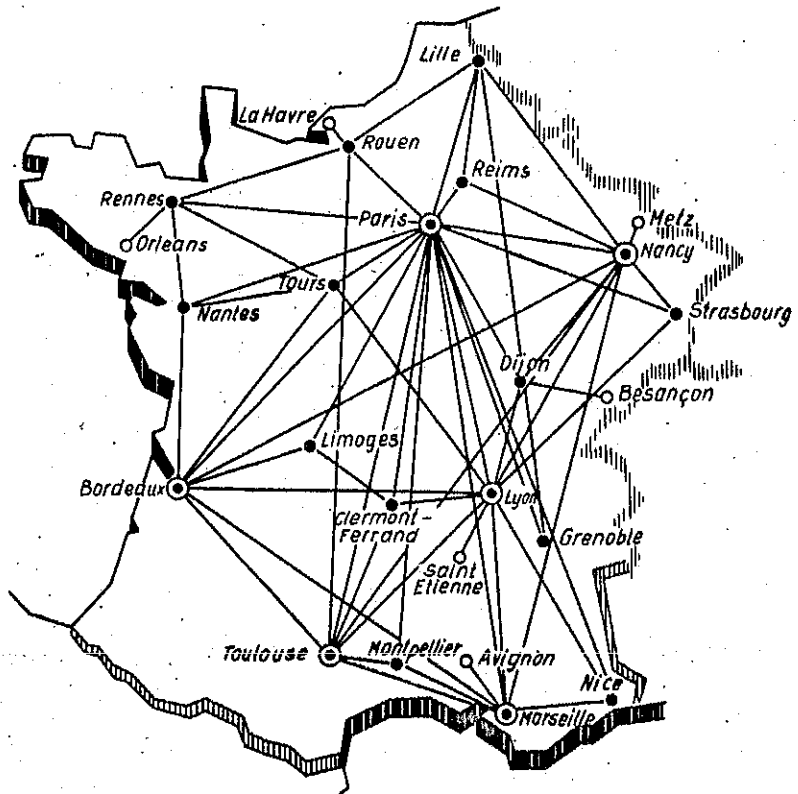 Lille
La Havre
Rouen
Reims
Rennes
Paris
Metz
Orleans
Nancy
Tours
Nantes
Strasbourg
Dijon
Besançon
Limoges
Bordeaux
Lyon
Clermont-
Ferrand
Grenoble
Saint
Etienne
Toulouse
Montpellier
Avignon
Nice
Marseille